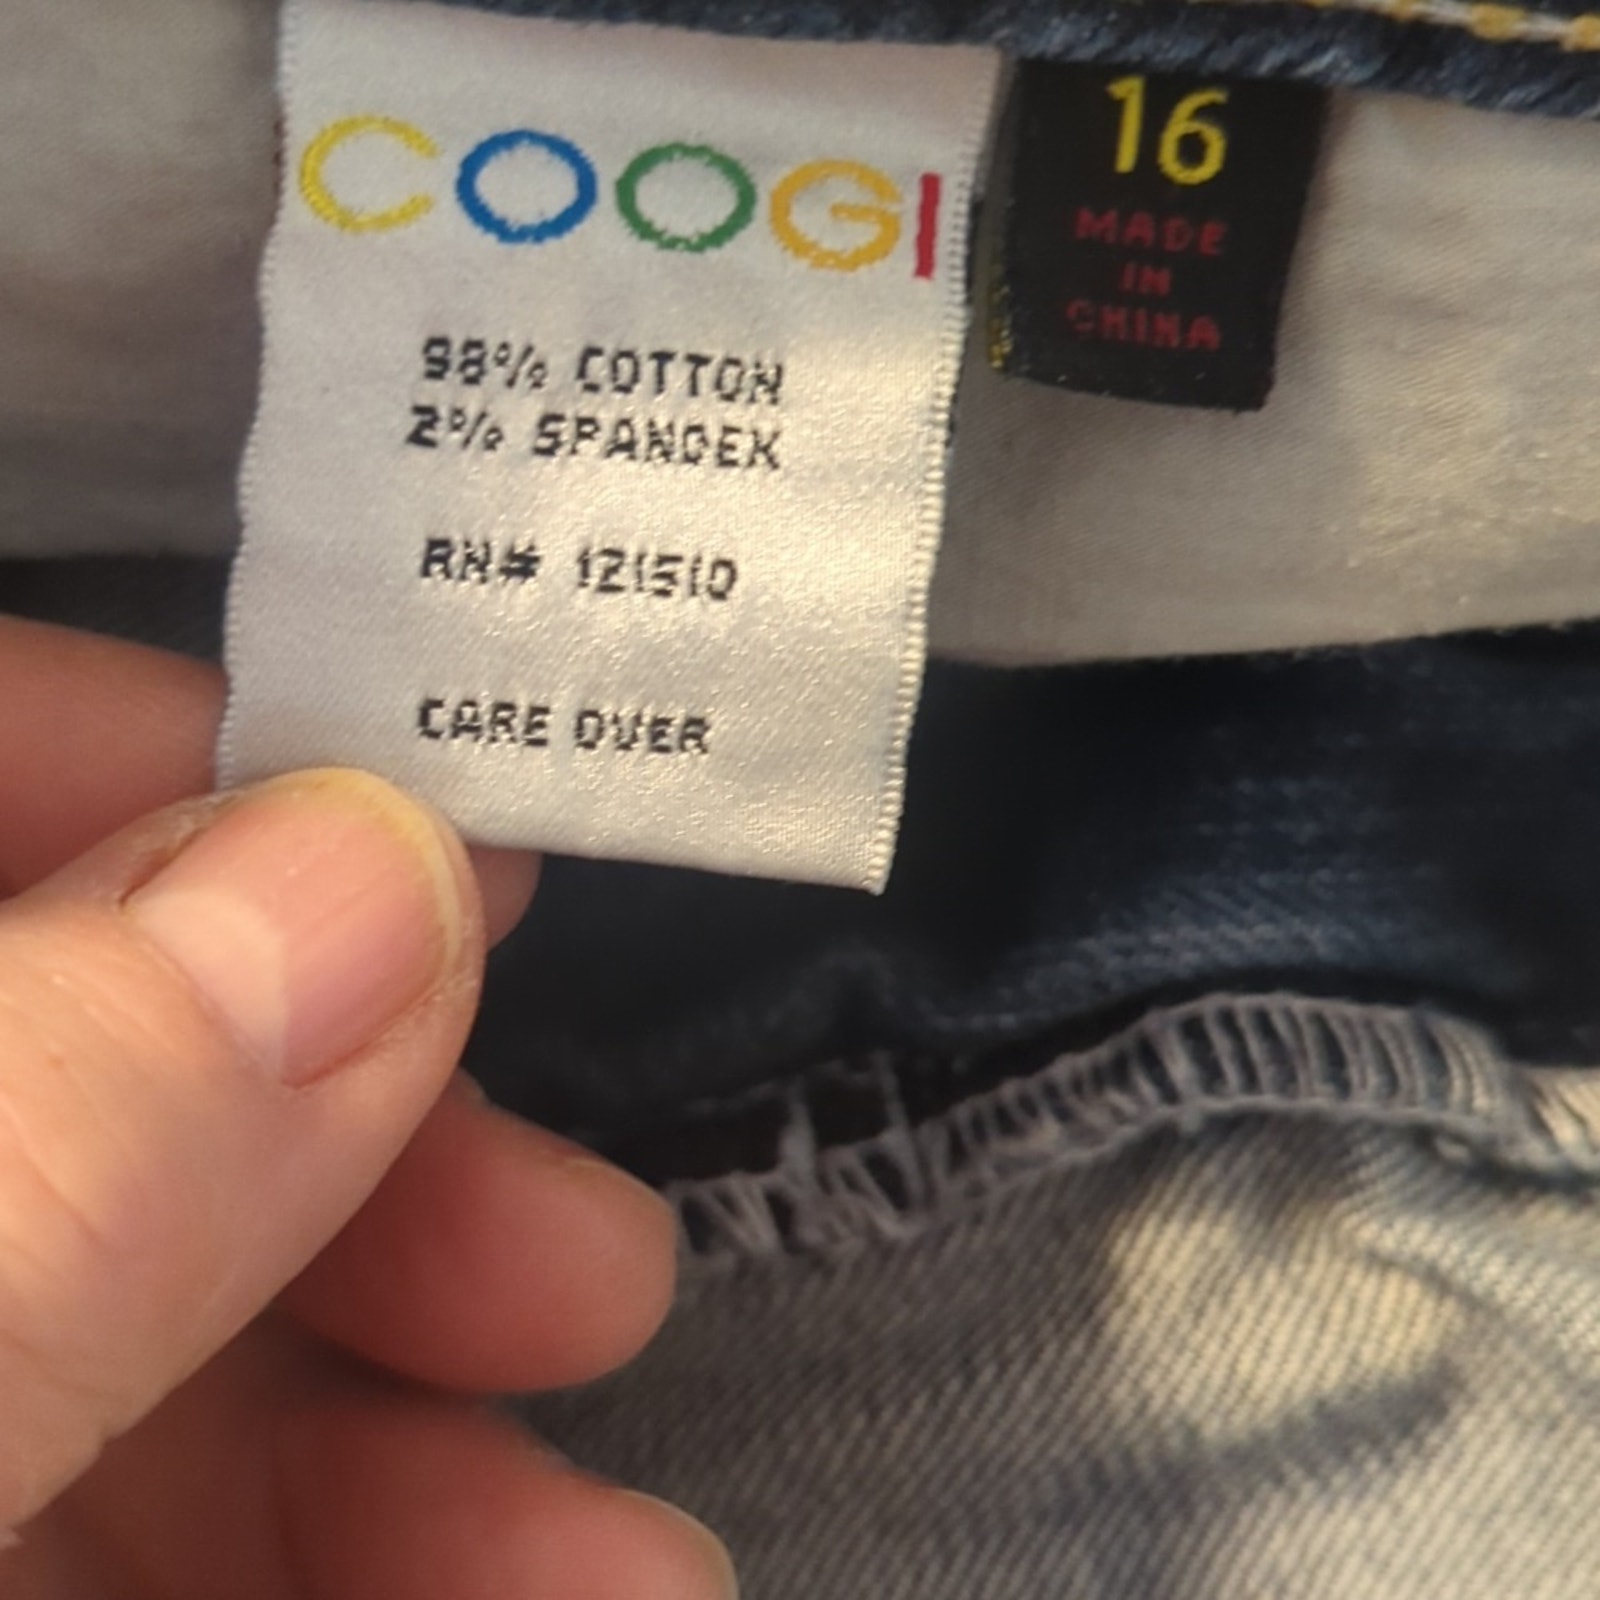 COOGI
98% COTTON
2% SPANDEX
RN# 121510
CARE OVER
16
MADE
IN
CHINA